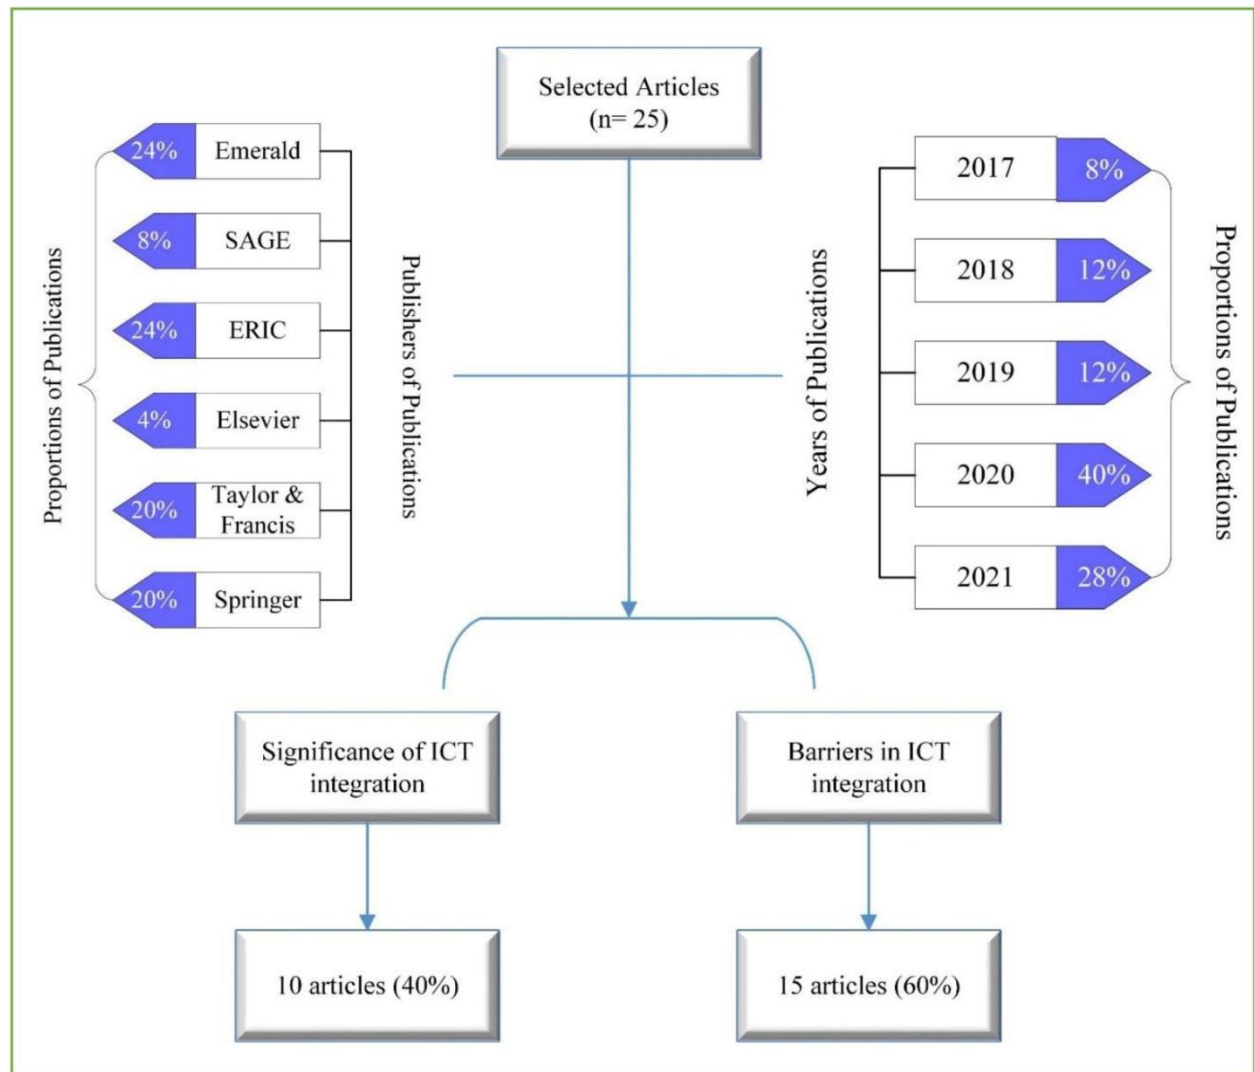 Selected Articles
(n= 25)
Proportions of Publications
24%
Emerald
8%
SAGE
24%
ERIC
4%
Elsevier
20%
Taylor &
Francis
20%
Springer
Publishers of Publications
Years of Publications
2017
8%
2018
12%
2019
12%
2020
40%
2021
28%
Proportions of Publications
Significance of ICT
integration
Barriers in ICT
integration
10 articles (40%)
15 articles (60%)